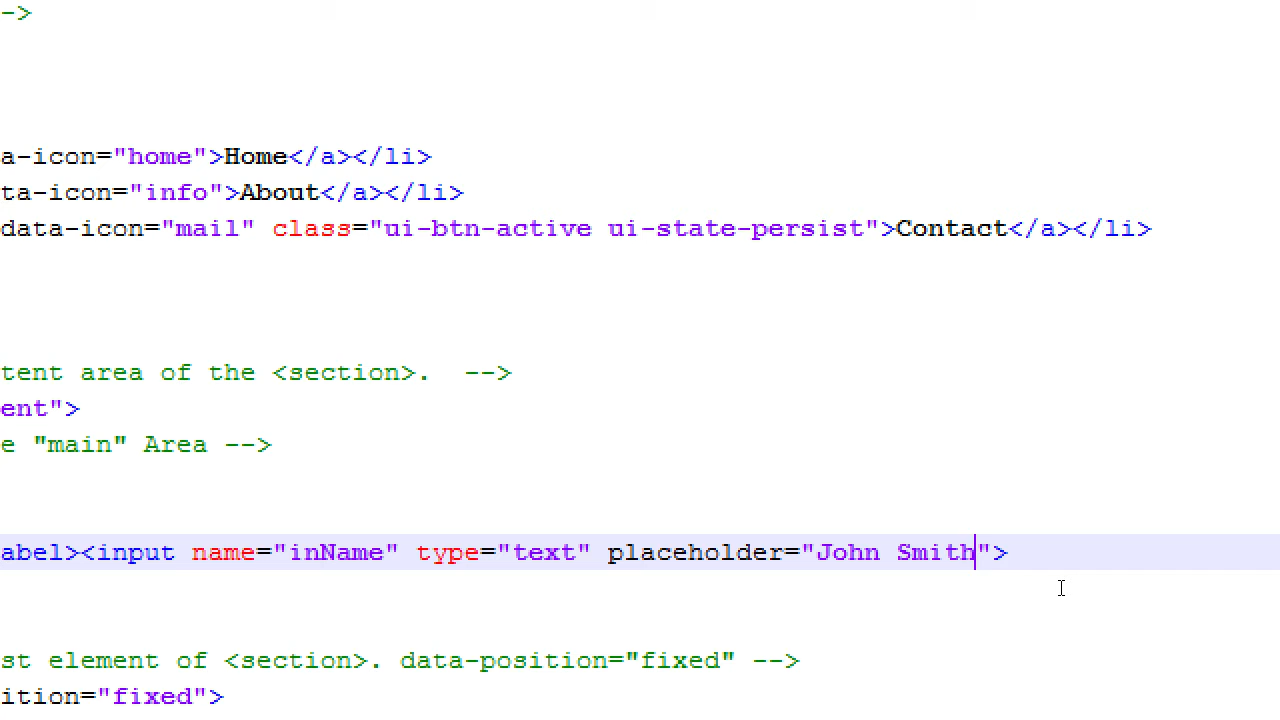 ->
a-icon="home">Home</a></li>
ta-icon="info">About</a></li>
data-icon="mail" class="ui-btn-active ui-state-persist">Contact</a></li>
tent area of the <section>.  -->
ent">
e "main" Area -->
abel><input name="inName" type="text" placeholder="John Smith">
st element of <section>. data-position="fixed" -->
ition="fixed">